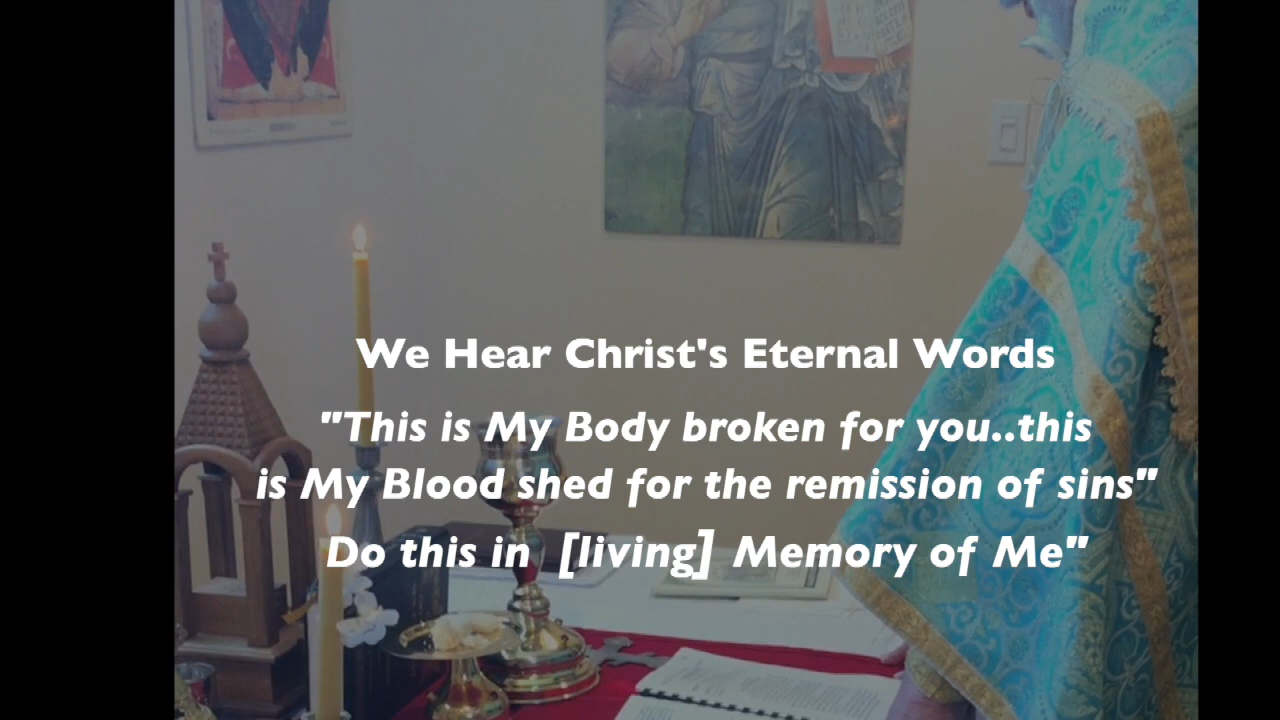 We Hear Christ's Eternal Words
"This is My Body broken for you..this
is My Blood shed for the remission of sins"
Do this in [living] Memory of Me"